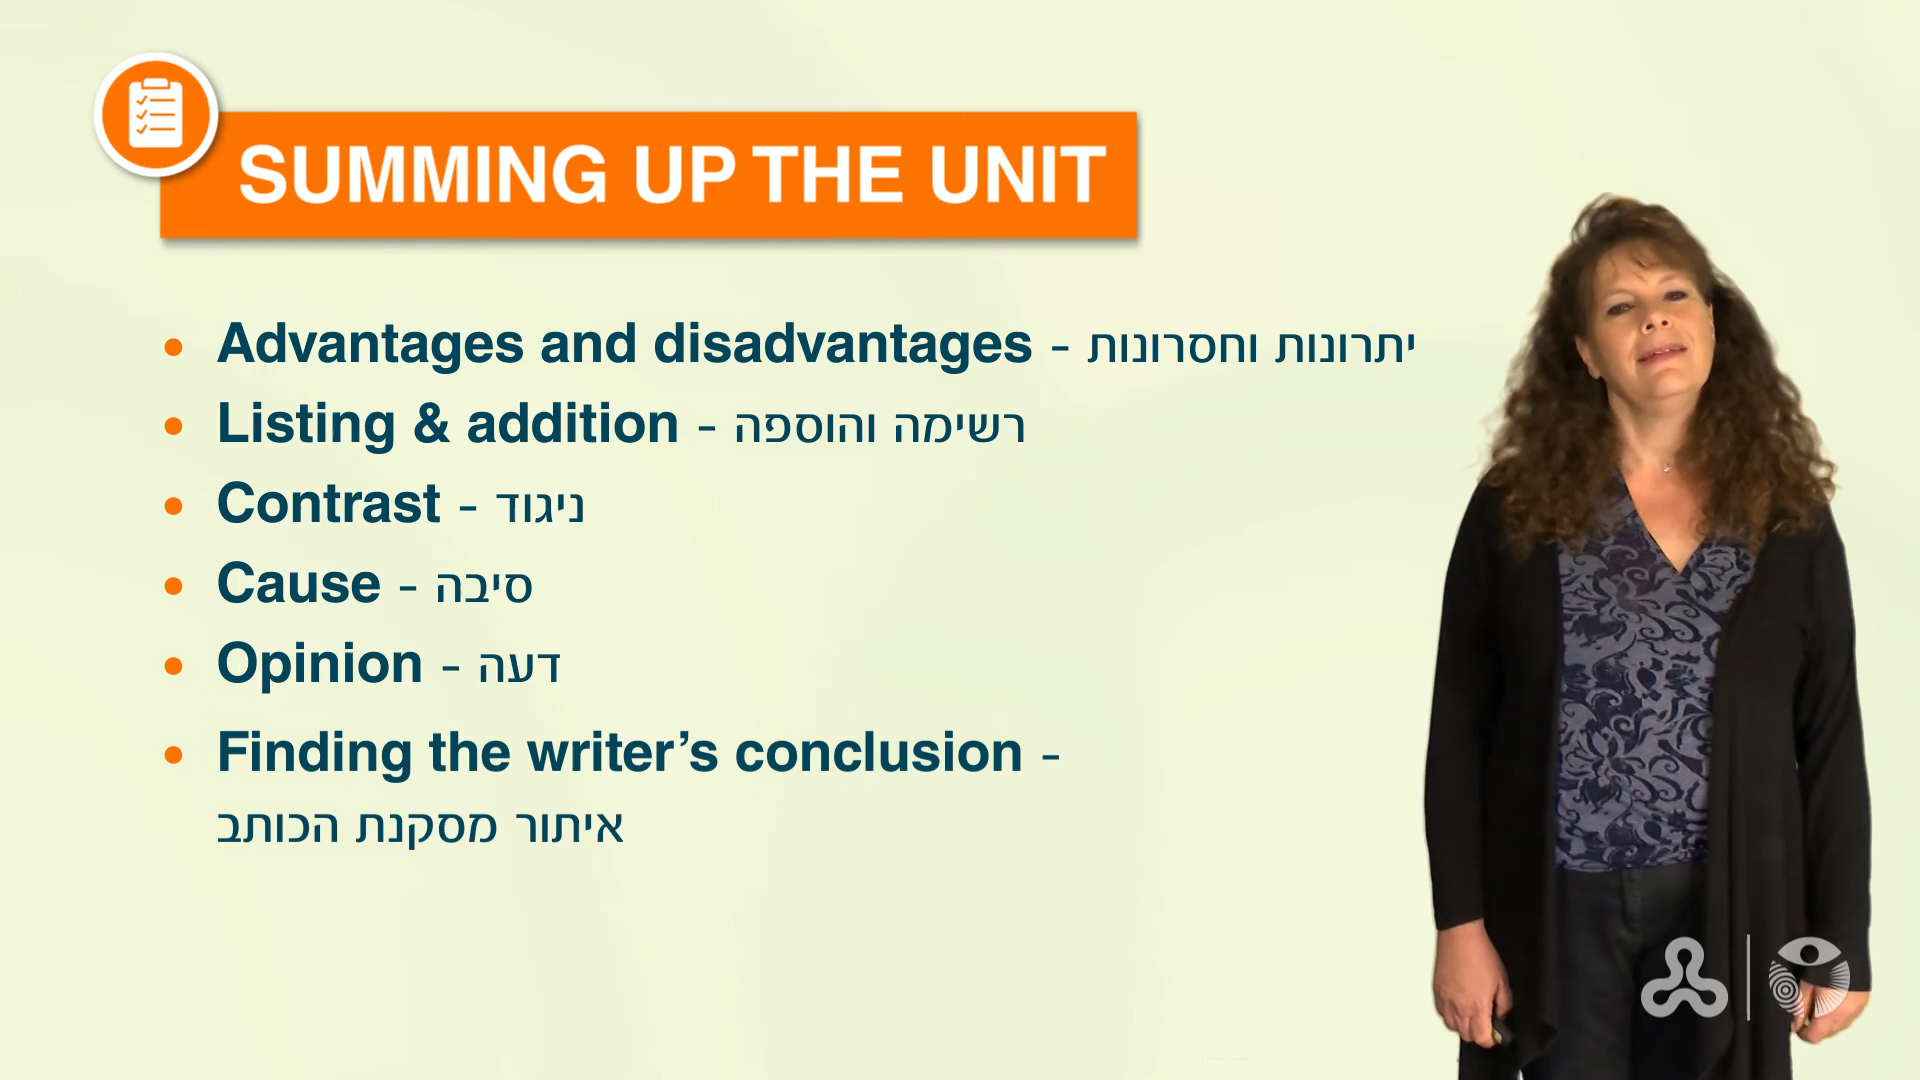 SUMMING UP THE UNIT
• Advantages and disadvantages - יתרונות וחסרונות
• Listing & addition - רשימה והוספה
• Contrast - ניגוד
• Cause - סיבה
• Opinion - דעה
• Finding the writer’s conclusion -
איתור מסקנת הכותב